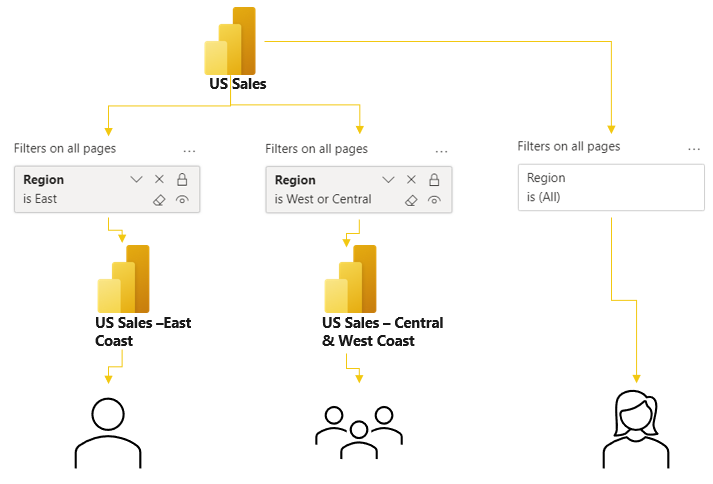 US Sales
Filters on all pages ...
Region
is East
Filters on all pages ...
Region
is West or Central
Filters on all pages ...
Region
is (All)
US Sales –East
Coast
US Sales – Central
& West Coast